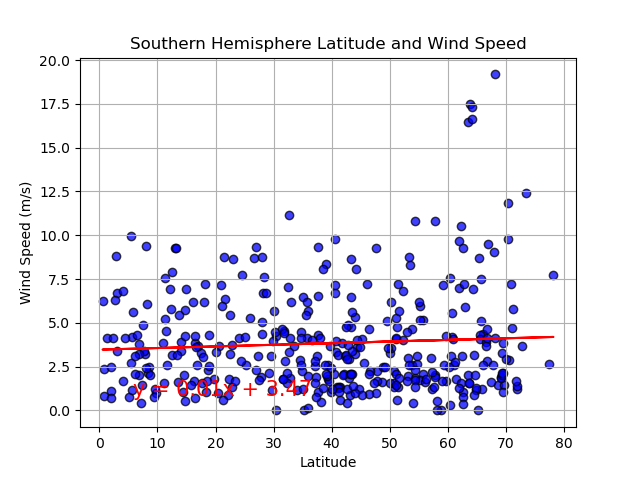 Southern Hemisphere Latitude and Wind Speed
20.0
17.5
15.0
12.5
10.0
7.5
5.0
2.5
0.0
Wind Speed (m/s)
y = 0.01x + 3.47
0 10 20 30 40 50 60 70 80
Latitude